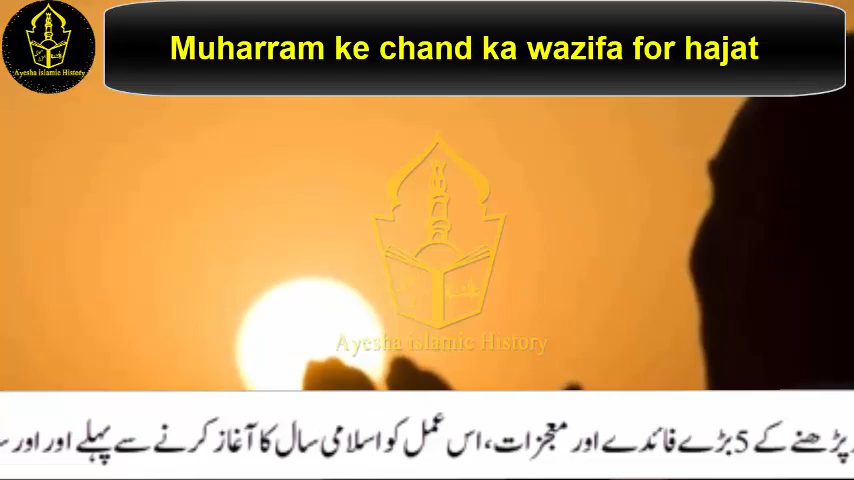 Ayesha islamic History
Muharram ke chand ka wazifa for hajat
Ayesha islamic History
پڑھنے کے 5 بڑے فائدے اور معجزات، اس عمل کو اسلامی سال کا آغاز کرنے سے پہلے اور اور